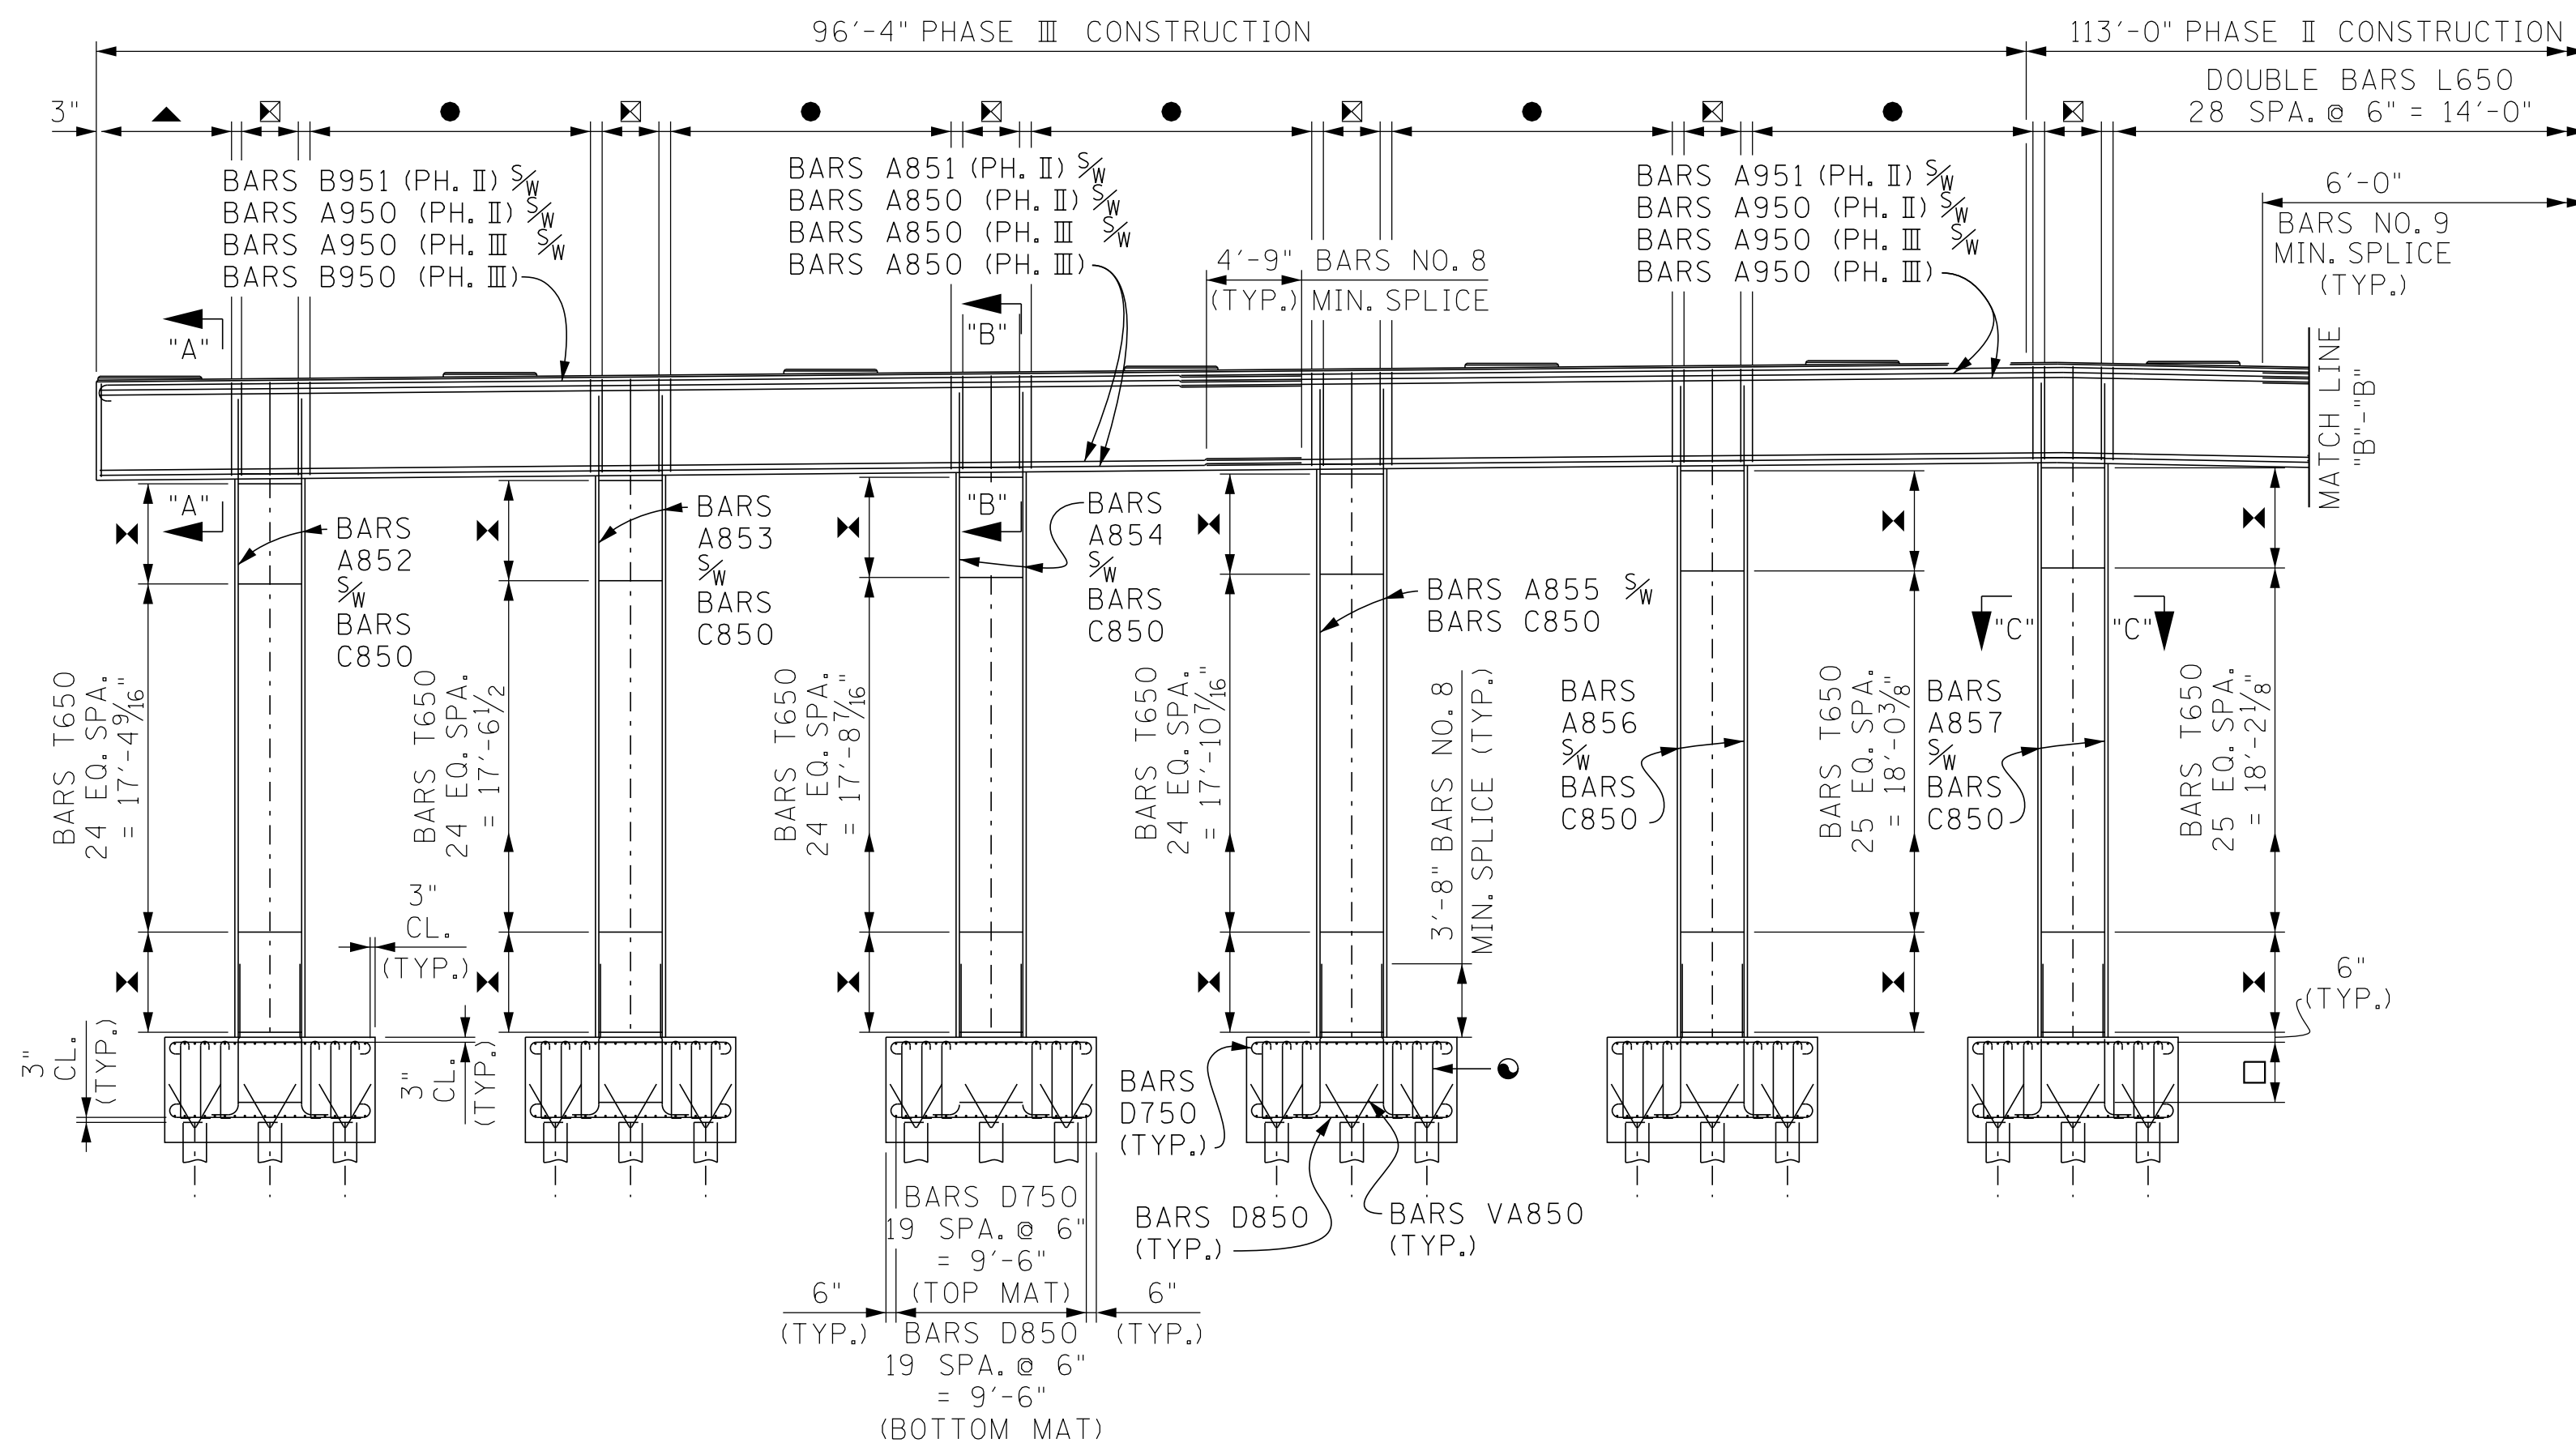 96'-4" PHASE III CONSTRUCTION
113'-0" PHASE II CONSTRUCTION
DOUBLE BARS L650
28 SPA. @ 6" = 14'-0"
3"
BARS B951 (PH. II) S/W
BARS A950 (PH. II) S/W
BARS A950 (PH. III S/W
BARS B950 (PH. III)
BARS A851 (PH. II) S/W
BARS A850 (PH. II) S/W
BARS A850 (PH. III S/W
BARS A850 (PH. III)
4'-9" BARS NO. 8
(TYP.) MIN. SPLICE
BARS A951 (PH. II) S/W
BARS A950 (PH. II) S/W
BARS A950 (PH. III S/W
BARS A950 (PH. III)
6'-0"
BARS NO. 9
MIN. SPLICE
(TYP.)
"A"
"B"
MATCH LINE
"B"-"B"
"A"
"B"
BARS
A852
S/W
BARS
C850
BARS
A853
S/W
BARS
C850
BARS
A854
S/W
BARS
C850
BARS A855 S/W
BARS C850
BARS
A856
S/W
BARS
C850
"C"
"C"
BARS
A857
S/W
BARS
C850
BARS T650
24 EQ. SPA.
= 17'-4 9/16"
BARS T650
24 EQ. SPA.
= 17'-6 1/2
BARS T650
24 EQ. SPA.
= 17'-8 7/16"
BARS T650
24 EQ. SPA.
= 17'-10 7/16"
3'-8" BARS NO. 8
MIN. SPLICE (TYP.)
BARS T650
25 EQ. SPA.
= 18'-0 3/8"
BARS T650
25 EQ. SPA.
= 18'-2 1/8"
3"
CL.
(TYP.)
6"
(TYP.)
3"
CL.
(TYP.)
3"
CL.
(TYP.)
BARS
D750
(TYP.)
BARS D850
(TYP.)
BARS VA850
(TYP.)
BARS D750
19 SPA. @ 6"
= 9'-6"
(TOP MAT)
6"
(TYP.)
6"
(TYP.)
BARS D850
19 SPA. @ 6"
= 9'-6"
(BOTTOM MAT)